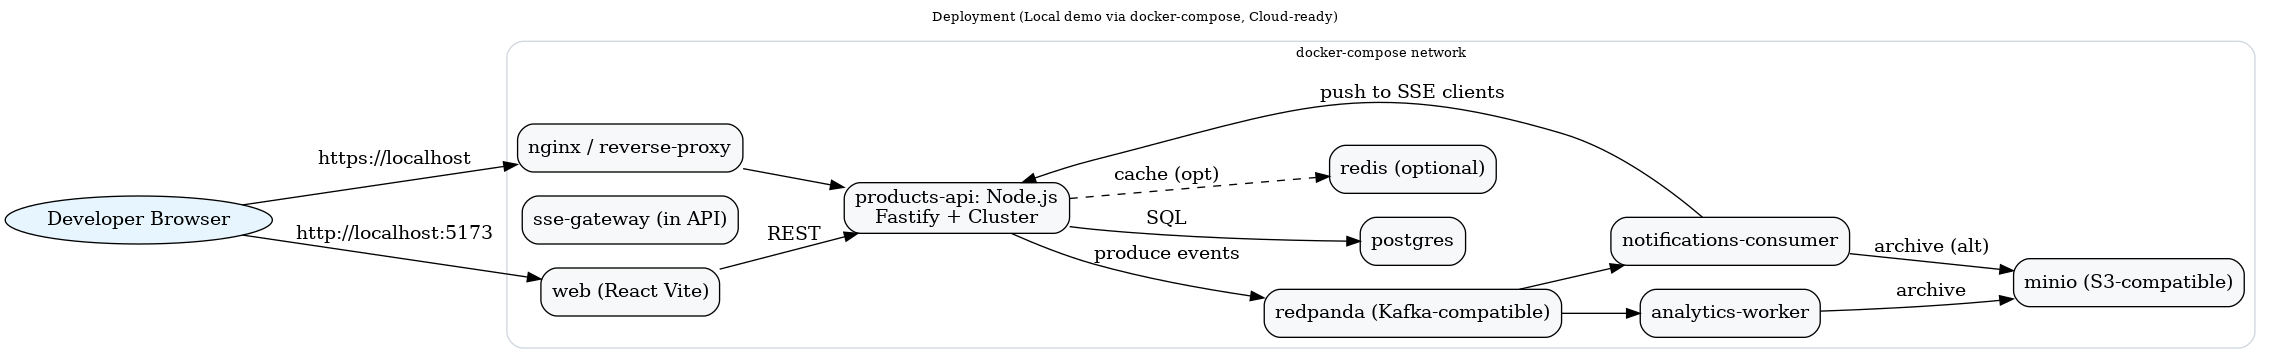 Deployment (Local demo via docker-compose, Cloud-ready)
docker-compose network
push to SSE clients
nginx / reverse-proxy
https://localhost
redis (optional)
cache (opt)
products-api: Node.js
Fastify + Cluster
sse-gateway (in API)
Developer Browser
SQL
http://localhost:5173
REST
postgres
notifications-consumer
archive (alt)
produce events
web (React Vite)
minio (S3-compatible)
archive
redpanda (Kafka-compatible)
analytics-worker